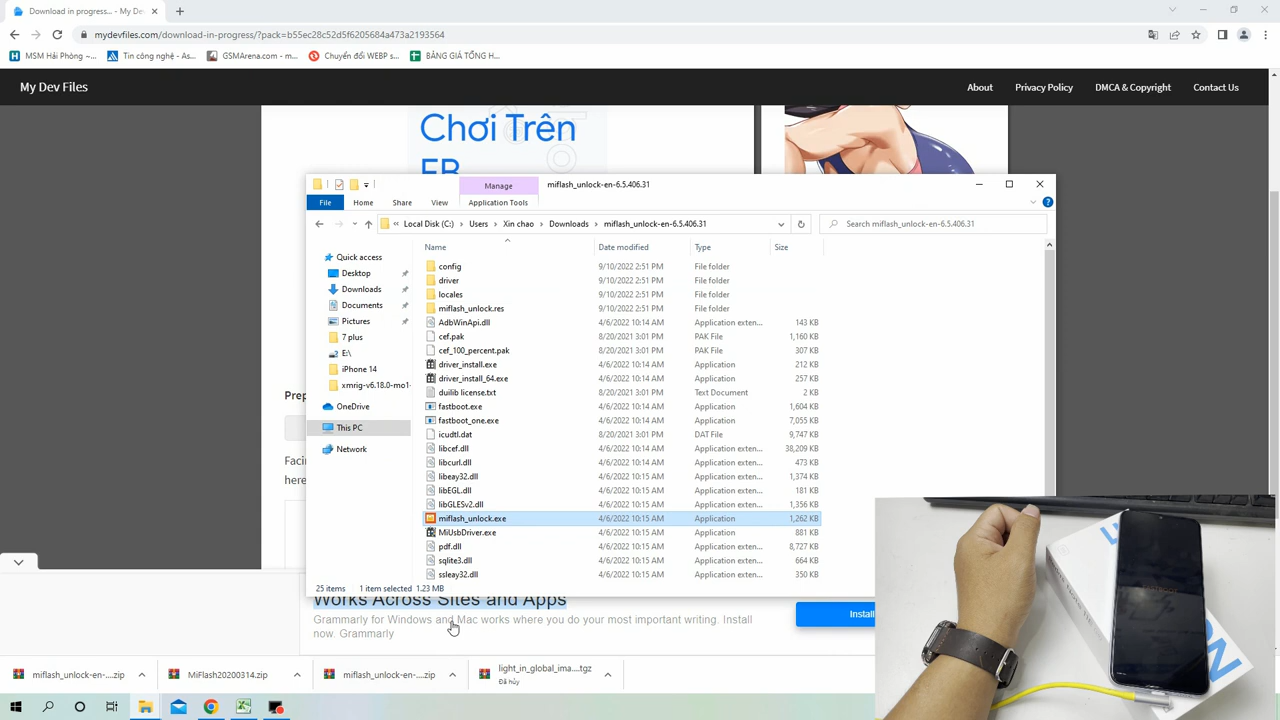 Download in progress... - My Dev
mydevfiles.com/download-in-progress/?pack=b55ec28c52d5f6205684a473a2193564
MSM Hải Phòng ~...
Tin công nghệ - As...
GSMArena.com - m...
Chuyển đổi WEBP s...
BẢNG GIÁ TỔNG H...
My Dev Files
About
Privacy Policy
DMCA & Copyright
Contact Us
Chơi Trên
FB
Manage
miflash_unlock-en-6.5.406.31
File
Home
Share
View
Application Tools
Local Disk (C:)
Users
Xin chao
Downloads
miflash_unlock-en-6.5.406.31
Search miflash_unlock-en-6.5.406.31
Name
Date modified
Type
Size
Quick access
Desktop
Downloads
Documents
Pictures
7 plus
E:\
iPhone 14
xmrig-v6.18.0-mo1-
OneDrive
This PC
Network
config 9/10/2022 2:51 PM File folder
driver 9/10/2022 2:51 PM File folder
locales 9/10/2022 2:51 PM File folder
miflash_unlock.res 9/10/2022 2:51 PM File folder
AdbWinApi.dll 4/6/2022 10:14 AM Application exten... 143 KB
cef.pak 8/20/2021 3:01 PM PAK File 1,160 KB
cef_100_percent.pak 8/20/2021 3:01 PM PAK File 307 KB
driver_install.exe 4/6/2022 10:14 AM Application 212 KB
driver_install_64.exe 4/6/2022 10:14 AM Application 257 KB
duilib license.txt 8/20/2021 3:01 PM Text Document 2 KB
fastboot.exe 4/6/2022 10:14 AM Application 1,604 KB
fastboot_one.exe 4/6/2022 10:14 AM Application 7,055 KB
icudtl.dat 8/20/2021 3:01 PM DAT File 9,747 KB
libcef.dll 4/6/2022 10:14 AM Application exten... 38,209 KB
libcurl.dll 4/6/2022 10:14 AM Application exten... 473 KB
libeay32.dll 4/6/2022 10:15 AM Application exten... 1,374 KB
libEGL.dll 4/6/2022 10:15 AM Application exten... 181 KB
libGLESv2.dll 4/6/2022 10:15 AM Application exten... 1,356 KB
miflash_unlock.exe 4/6/2022 10:15 AM Application 1,262 KB
MiUsbDriver.exe 4/6/2022 10:15 AM Application 881 KB
pdf.dll 4/6/2022 10:15 AM Application exten... 8,727 KB
sqlite3.dll 4/6/2022 10:15 AM Application exten... 664 KB
ssleay32.dll 4/6/2022 10:15 AM Application exten... 350 KB
25 items
1 item selected 1.23 MB
Prep
Facin
here
Works Across Sites and Apps
Grammarly for Windows and Mac works where you do your most important writing. Install
now. Grammarly
Install
miflash_unlock-en-....zip
MiFlash20200314.zip
miflash_unlock-en-....zip
light_in_global_ima....tgz
Đã hủy